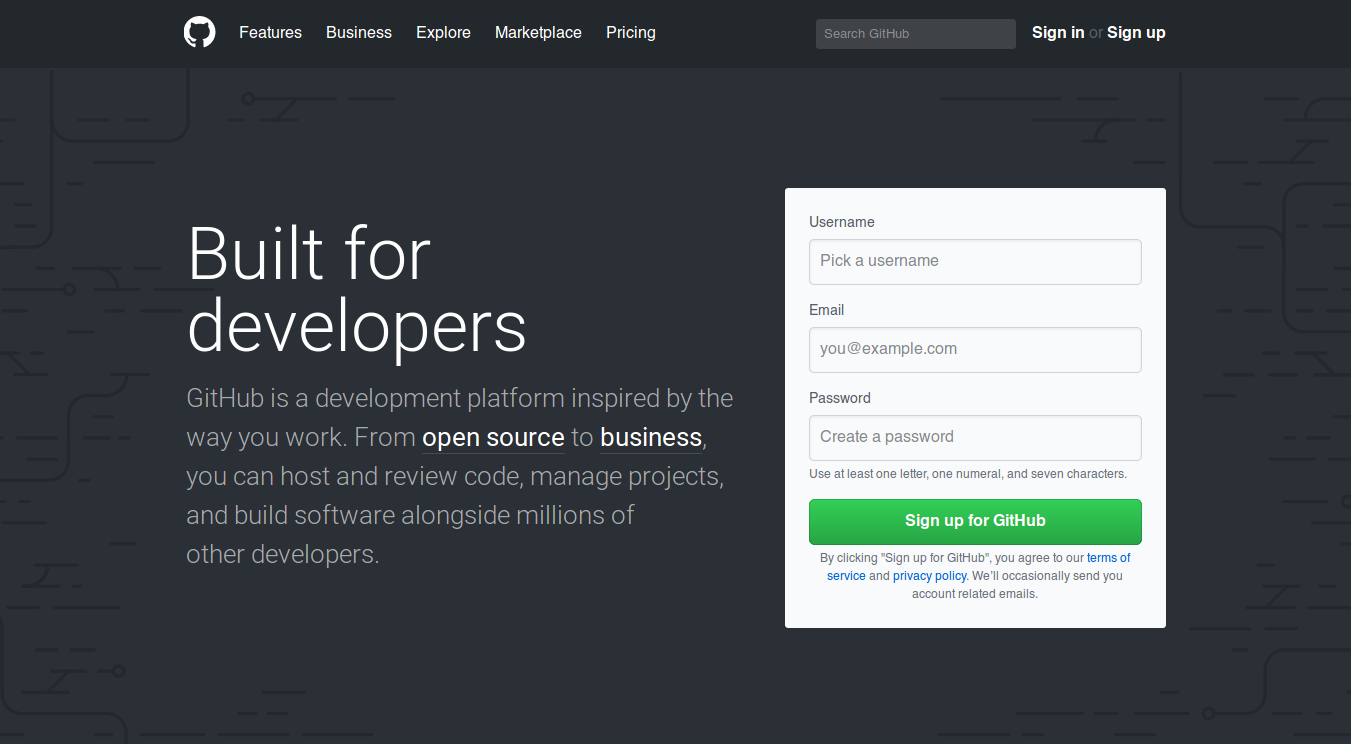 Features Business Explore Marketplace Pricing Search GitHub Sign in or Sign up
Built for
developers
GitHub is a development platform inspired by the
way you work. From open source to business,
you can host and review code, manage projects,
and build software alongside millions of
other developers.
Username
Pick a username
Email
you@example.com
Password
Create a password
Use at least one letter, one numeral, and seven characters.
Sign up for GitHub
By clicking "Sign up for GitHub", you agree to our terms of
service and privacy policy. We’ll occasionally send you
account related emails.